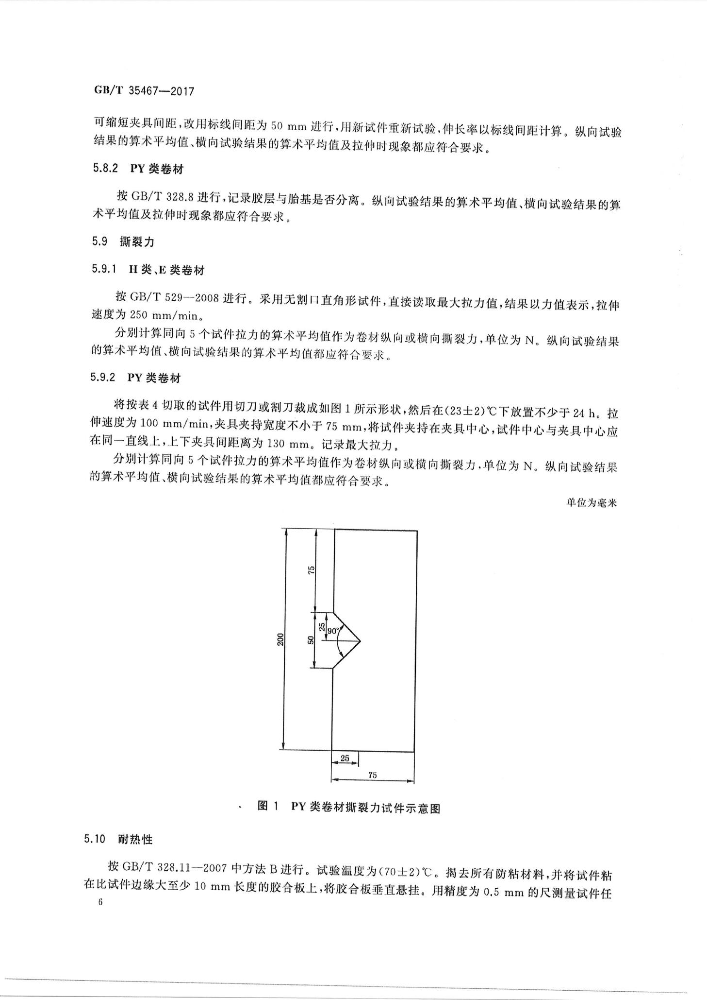 GB/T 35467—2017
可缩短夹具间距,改用标线间距为 50 mm 进行,用新试件重新试验,伸长率以标线间距计算。纵向试验
结果的算术平均值、横向试验结果的算术平均值及拉伸时现象都应符合要求。
5.8.2 PY 类卷材
按 GB/T 328.8 进行,记录胶层与胎基是否分离。纵向试验结果的算术平均值、横向试验结果的算
术平均值及拉伸时现象都应符合要求。
5.9 撕裂力
5.9.1 H 类、E 类卷材
按 GB/T 529—2008 进行。采用无割口直角形试件,直接读取最大拉力值,结果以力值表示,拉伸
速度为 250 mm/min。
分别计算同向 5 个试件拉力的算术平均值作为卷材纵向或横向撕裂力,单位为 N。纵向试验结果
的算术平均值、横向试验结果的算术平均值都应符合要求。
5.9.2 PY 类卷材
将按表 4 切取的试件用切刀或割刀裁成如图 1 所示形状,然后在(23±2)℃下放置不少于 24 h。拉
伸速度为 100 mm/min,夹具夹持宽度不小于 75 mm,将试件夹持在夹具中心,试件中心与夹具中心应
在同一直线上,上下夹具间距离为 130 mm。记录最大拉力。
分别计算同向 5 个试件拉力的算术平均值作为卷材纵向或横向撕裂力,单位为 N。纵向试验结果
的算术平均值、横向试验结果的算术平均值都应符合要求。
单位为毫米
75
25
90°
50
200
25
75
图 1 PY 类卷材撕裂力试件示意图
5.10 耐热性
按 GB/T 328.11—2007 中方法 B 进行。试验温度为(70±2)℃。揭去所有防粘材料,并将试件粘
在比试件边缘大至少 10 mm 长度的胶合板上,将胶合板垂直悬挂。用精度为 0.5 mm 的尺测量试件任
6